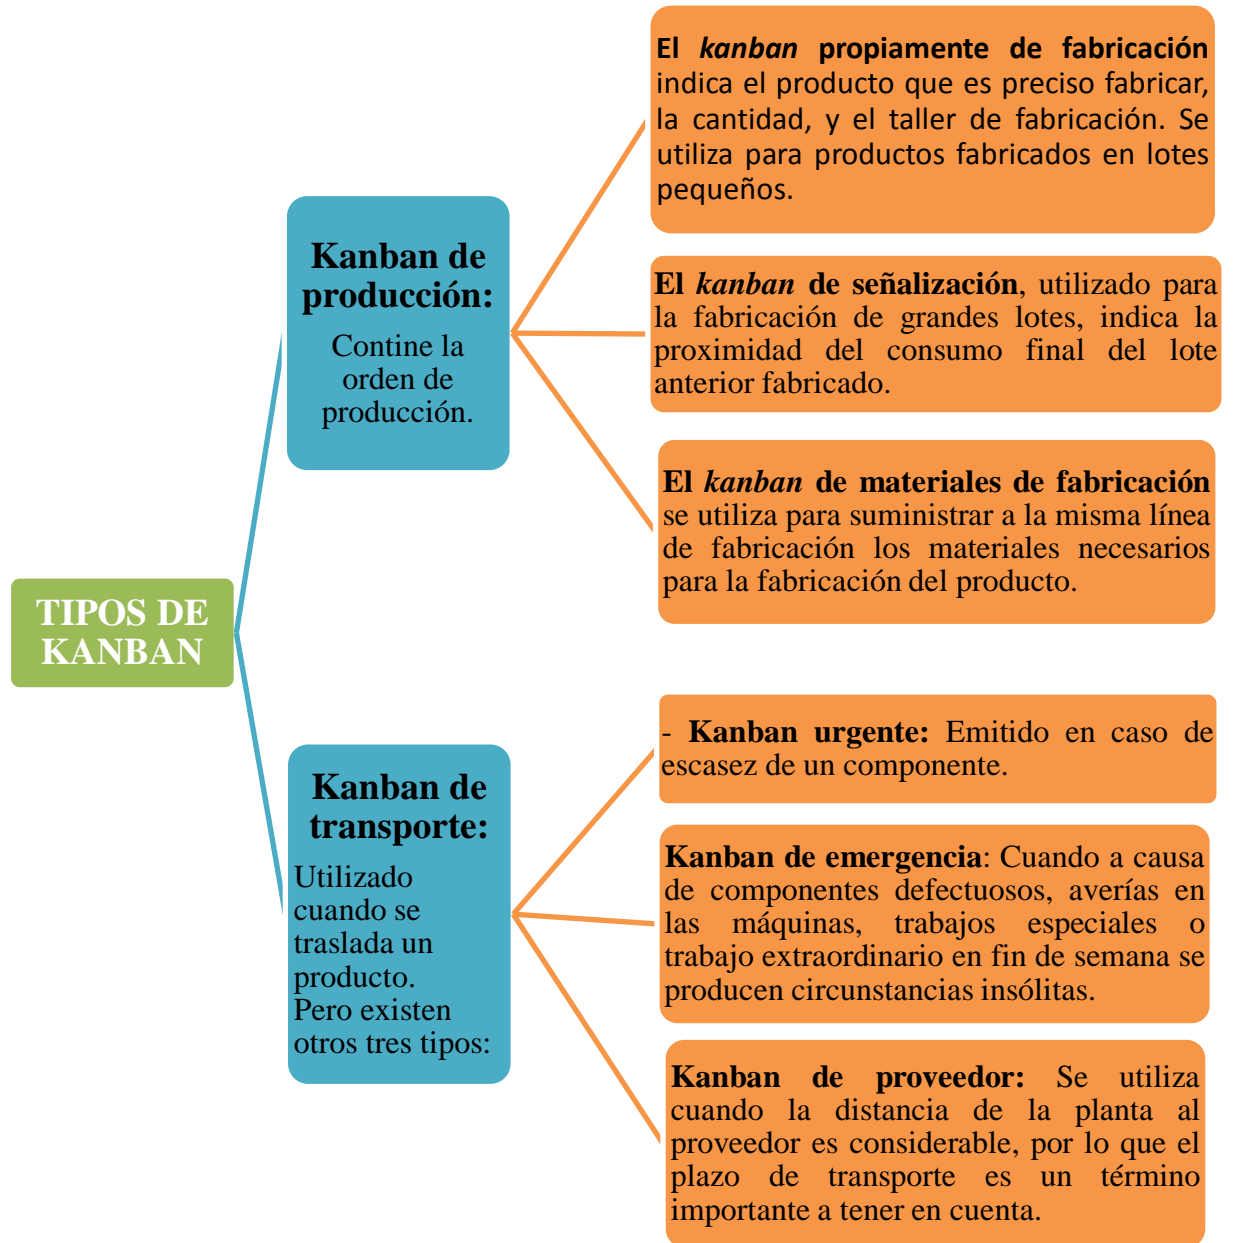 TIPOS DE
KANBAN
Kanban de
producción:
Contine la
orden de
producción.
El kanban propiamente de fabricación
indica el producto que es preciso fabricar,
la cantidad, y el taller de fabricación. Se
utiliza para productos fabricados en lotes
pequeños.
El kanban de señalización, utilizado para
la fabricación de grandes lotes, indica la
proximidad del consumo final del lote
anterior fabricado.
El kanban de materiales de fabricación
se utiliza para suministrar a la misma línea
de fabricación los materiales necesarios
para la fabricación del producto.
Kanban de
transporte:
Utilizado
cuando se
traslada un
producto.
Pero existen
otros tres tipos:
- Kanban urgente: Emitido en caso de
escasez de un componente.
Kanban de emergencia: Cuando a causa
de componentes defectuosos, averías en
las máquinas, trabajos especiales o
trabajo extraordinario en fin de semana se
producen circunstancias insólitas.
Kanban de proveedor: Se utiliza
cuando la distancia de la planta al
proveedor es considerable, por lo que el
plazo de transporte es un término
importante a tener en cuenta.